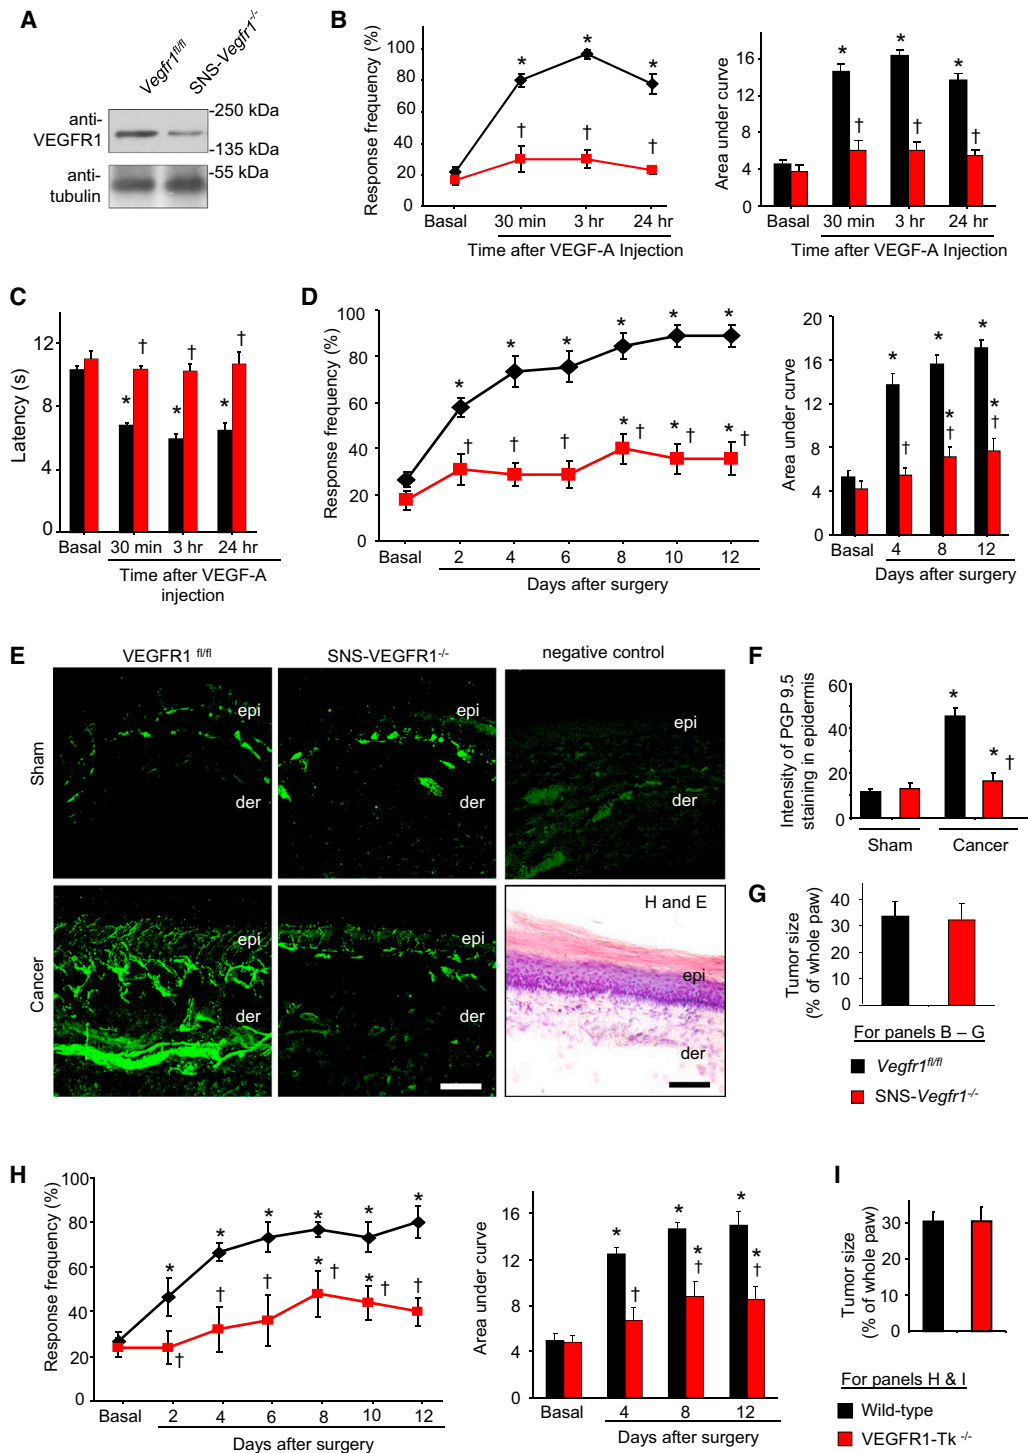 A
Vegfr1fl/fl
SNS-Vegfr1-/-
anti-
VEGFR1
-250 kDa
-135 kDa
anti-
tubulin
-55 kDa
B
Response frequency (%)
100
80
60
40
20
0
* * *
† † †
Basal 30 min 3 hr 24 hr
Time after VEGF-A Injection
Area under curve
16
12
8
4
0
* * *
† † †
Basal 30 min 3 hr 24 hr
Time after VEGF-A Injection
C
Latency (s)
12
8
4
0
† † †
* * *
Basal 30 min 3 hr 24 hr
Time after VEGF-A
injection
D
Response frequency (%)
100
80
60
40
20
0
* * * * * *
† † † * † * † * †
Basal 2 4 6 8 10 12
Days after surgery
Area under curve
20
16
12
8
4
0
* * *
† * † * †
Basal 4 8 12
Days after surgery
E
VEGFR1 fl/fl
SNS-VEGFR1-/-
negative control
Sham
epi
der
epi
der
epi
der
Cancer
epi
der
epi
der
H and E
epi
der
F
Intensity of PGP 9.5
staining in epidermis
60
40
20
0
*
* †
Sham Cancer
G
Tumor size
(% of whole paw)
40
30
20
10
0
For panels B – G
Vegfr1fl/fl
SNS-Vegfr1-/-
H
Response frequency (%)
100
80
60
40
20
0
* * * * * *
† † † * † * † †
Basal 2 4 6 8 10 12
Days after surgery
Area under curve
16
12
8
4
0
* * *
† * † * †
Basal 4 8 12
Days after surgery
I
Tumor size
(% of whole paw)
30
20
10
0
For panels H & I
Wild-type
VEGFR1-Tk -/-